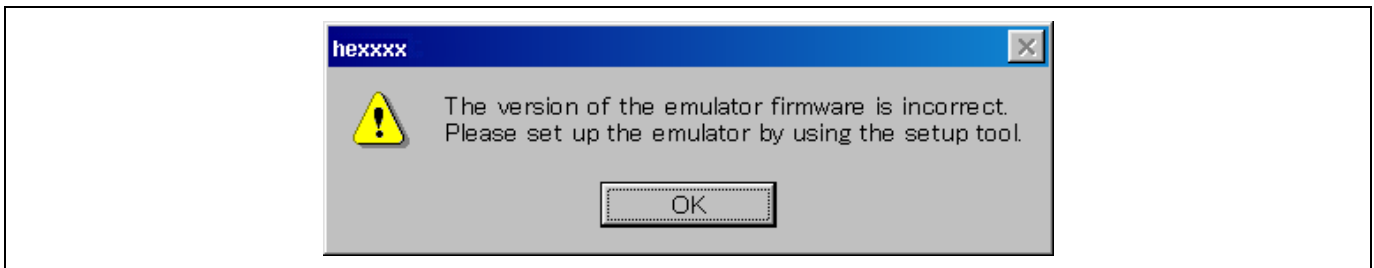 hexxxx
The version of the emulator firmware is incorrect.
Please set up the emulator by using the setup tool.
OK